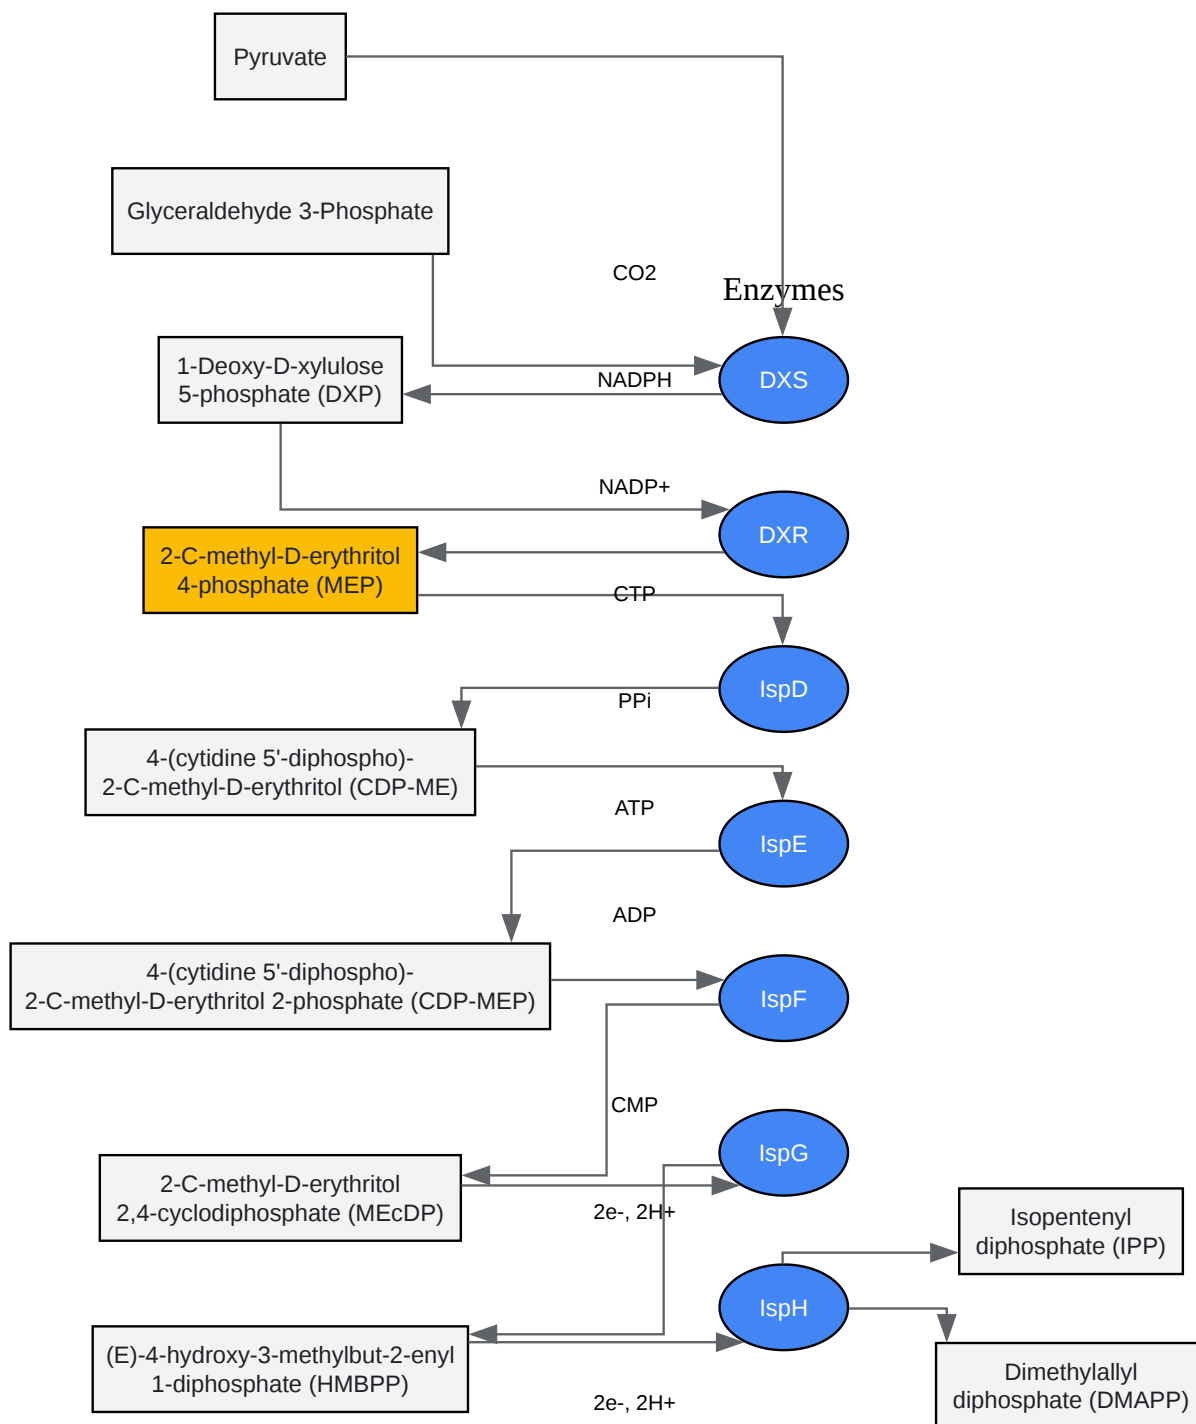 Pyruvate
Glyceraldehyde 3-Phosphate
CO2
Enzymes
1-Deoxy-D-xylulose
5-phosphate (DXP)
NADPH
DXS
NADP+
DXR
2-C-methyl-D-erythritol
4-phosphate (MEP)
CTP
IspD
PPi
4-(cytidine 5'-diphospho)-
2-C-methyl-D-erythritol (CDP-ME)
ATP
IspE
ADP
4-(cytidine 5'-diphospho)-
2-C-methyl-D-erythritol 2-phosphate (CDP-MEP)
IspF
CMP
IspG
2-C-methyl-D-erythritol
2,4-cyclodiphosphate (MEcDP)
2e-, 2H+
Isopentenyl
diphosphate (IPP)
IspH
(E)-4-hydroxy-3-methylbut-2-enyl
1-diphosphate (HMBPP)
Dimethylallyl
diphosphate (DMAPP)
2e-, 2H+